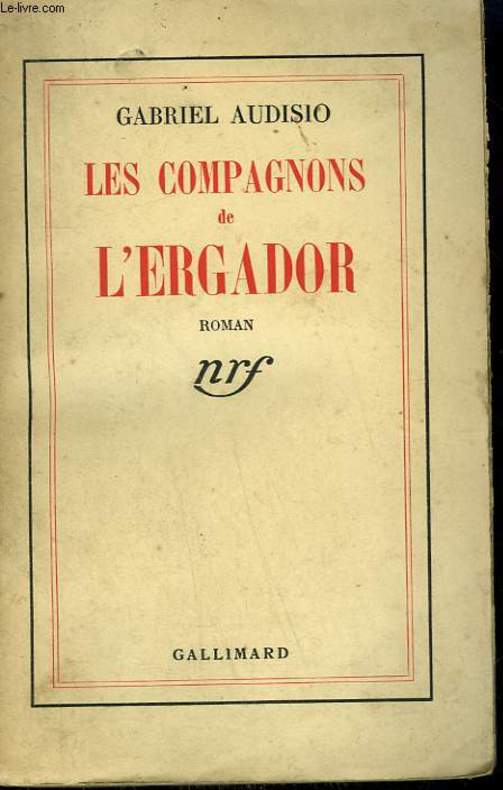 Le-livre.com
GABRIEL AUDISIO
LES COMPAGNONS
de
L'ERGADOR
ROMAN
nrf
GALLIMARD